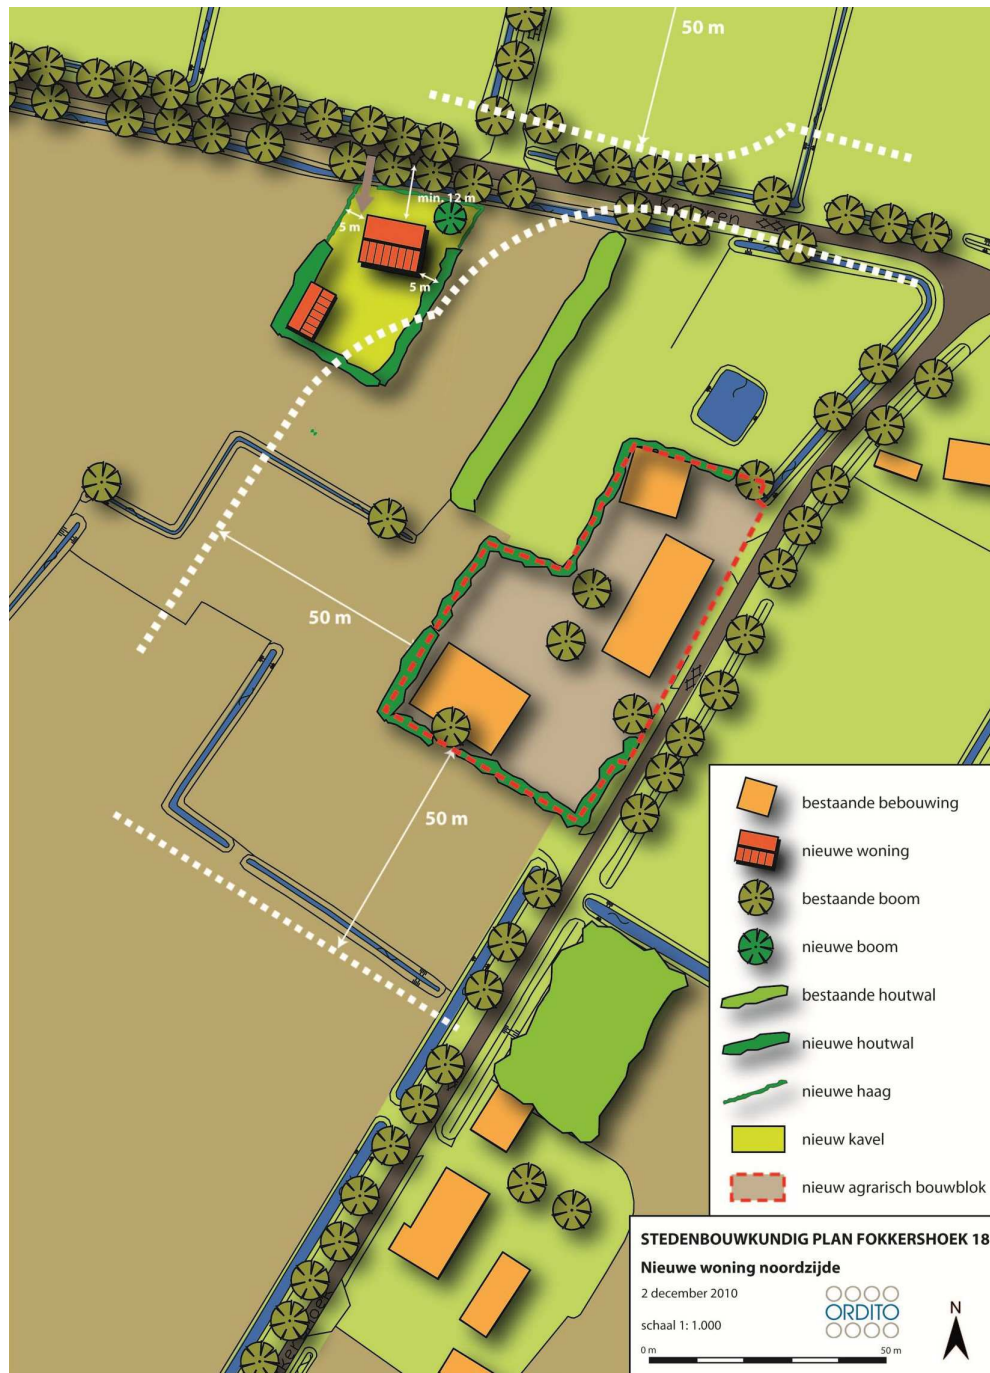 50 m
Knorren
min. 12 m
5 m
5 m
50 m
50 m
bestaande bebouwing
nieuwe woning
bestaande boom
nieuwe boom
bestaande houtwal
nieuwe houtwal
nieuwe haag
nieuw kavel
nieuw agrarisch bouwblok
STEDENBOUWKUNDIG PLAN FOKKERSHOEK 18
Nieuwe woning noordzijde
2 december 2010
ORDITO
N
schaal 1: 1.000
0 m
50 m